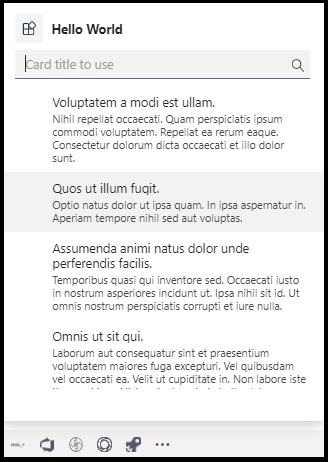 Hello World
Card title to use
Voluptatem a modi est ullam.
Nihil repellat occaecati. Quam perspiciatis ipsum
commodi voluptatem. Repellat ea rerum eaque.
Consectetur dolorum dicta occaecati et illo dolor
sunt.
Quos ut illum fugit.
Optio natus dolor ut ipsa quam. In ipsa aspernatur in.
Aperiam tempore nihil sed aut voluptas.
Assumenda animi natus dolor unde
perferendis facilis.
Temporibus quasi qui inventore sed. Occaecati iusto
in nostrum asperiores incidunt ut. Ipsa nihil sit id. Ut
omnis nostrum perspiciatis corrupti et iure nulla.
Omnis ut sit qui.
Laborum aut consequatur sint et praesentium
voluptatem maiores fuga excepturi. Vel quibusdam
vel occaecati ea. Velit ut cupiditate in. Non labore iste